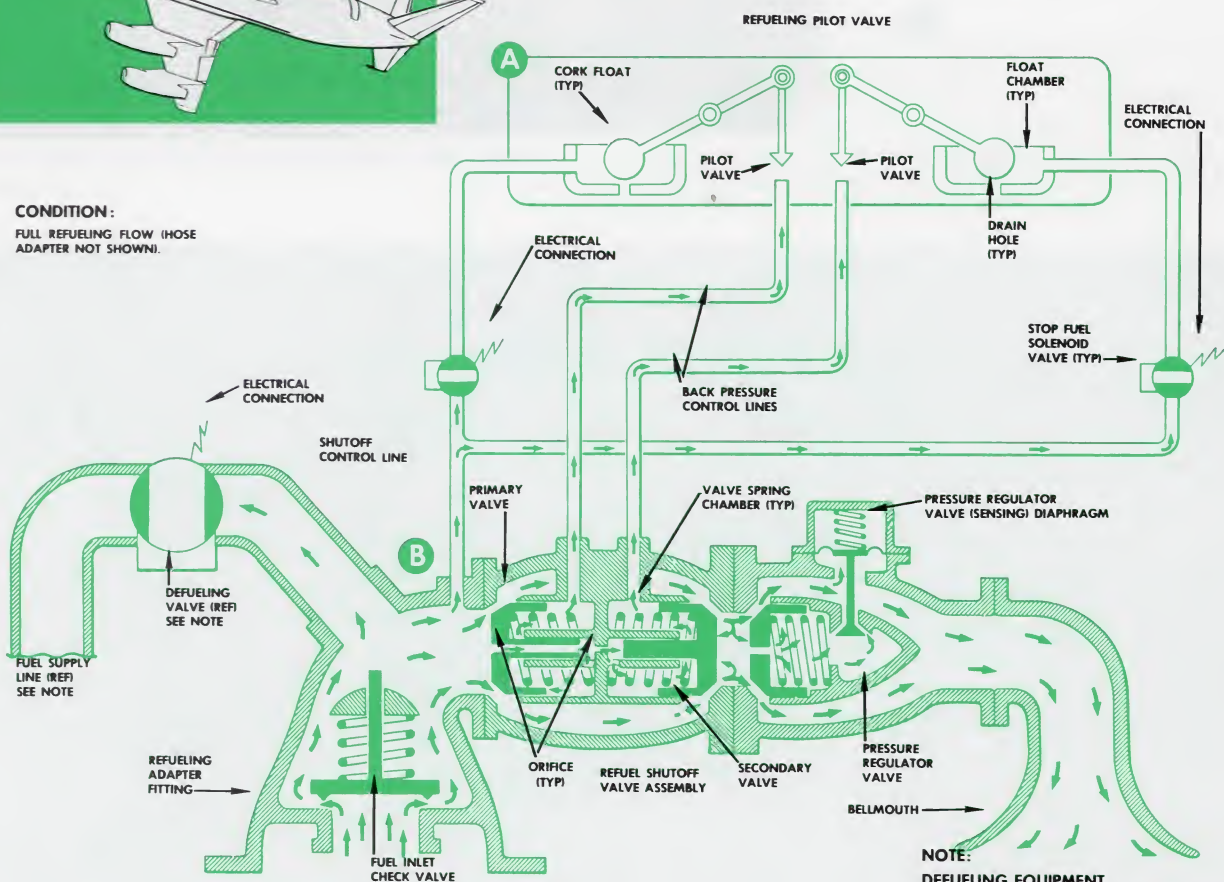 REFUELING PILOT VALVE
A
CORK FLOAT
(TYP)
FLOAT
CHAMBER
(TYP)
ELECTRICAL
CONNECTION
PILOT
VALVE
PILOT
VALVE
DRAIN
HOLE
(TYP)
CONDITION:
FULL REFUELING FLOW (HOSE
ADAPTER NOT SHOWN).
ELECTRICAL
CONNECTION
STOP FUEL
SOLENOID
VALVE (TYP)
BACK PRESSURE
CONTROL LINES
ELECTRICAL
CONNECTION
SHUTOFF
CONTROL LINE
PRIMARY
VALVE
VALVE SPRING
CHAMBER (TYP)
PRESSURE REGULATOR
VALVE (SENSING) DIAPHRAGM
B
DEFUELING
VALVE (REF)
SEE NOTE
FUEL SUPPLY
LINE (REF)
SEE NOTE
REFUELING
ADAPTER
FITTING
ORIFICE
(TYP)
REFUEL SHUTOFF
VALVE ASSEMBLY
SECONDARY
VALVE
PRESSURE
REGULATOR
VALVE
BELLMOUTH
FUEL INLET
CHECK VALVE
NOTE:
DEFUELING EQUIPMENT